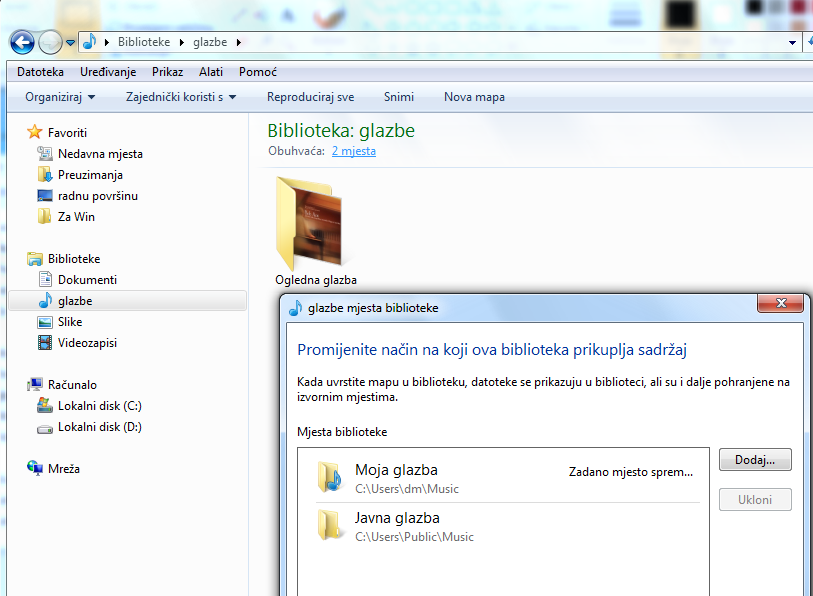 Biblioteke glazbe
Datoteka Uređivanje Prikaz Alati Pomoć
Organiziraj Zajednički koristi s Reproduciraj sve Snimi Nova mapa
Favoriti
Nedavna mjesta
Preuzimanja
radnu površinu
Za Win
Biblioteke
Dokumenti
glazbe
Slike
Videozapisi
Računalo
Lokalni disk (C:)
Lokalni disk (D:)
Mreža
Biblioteka: glazbe
Obuhvaća: 2 mjesta
Ogledna glazba
glazbe mjesta biblioteke
Promijenite način na koji ova biblioteka prikuplja sadržaj
Kada uvrstite mapu u biblioteku, datoteke se prikazuju u biblioteci, ali su i dalje pohranjene na
izvornim mjestima.
Mjesta biblioteke
Moja glazba Zadano mjesto sprem...
C:\Users\dm\Music
Javna glazba
C:\Users\Public\Music
Dodaj...
Ukloni